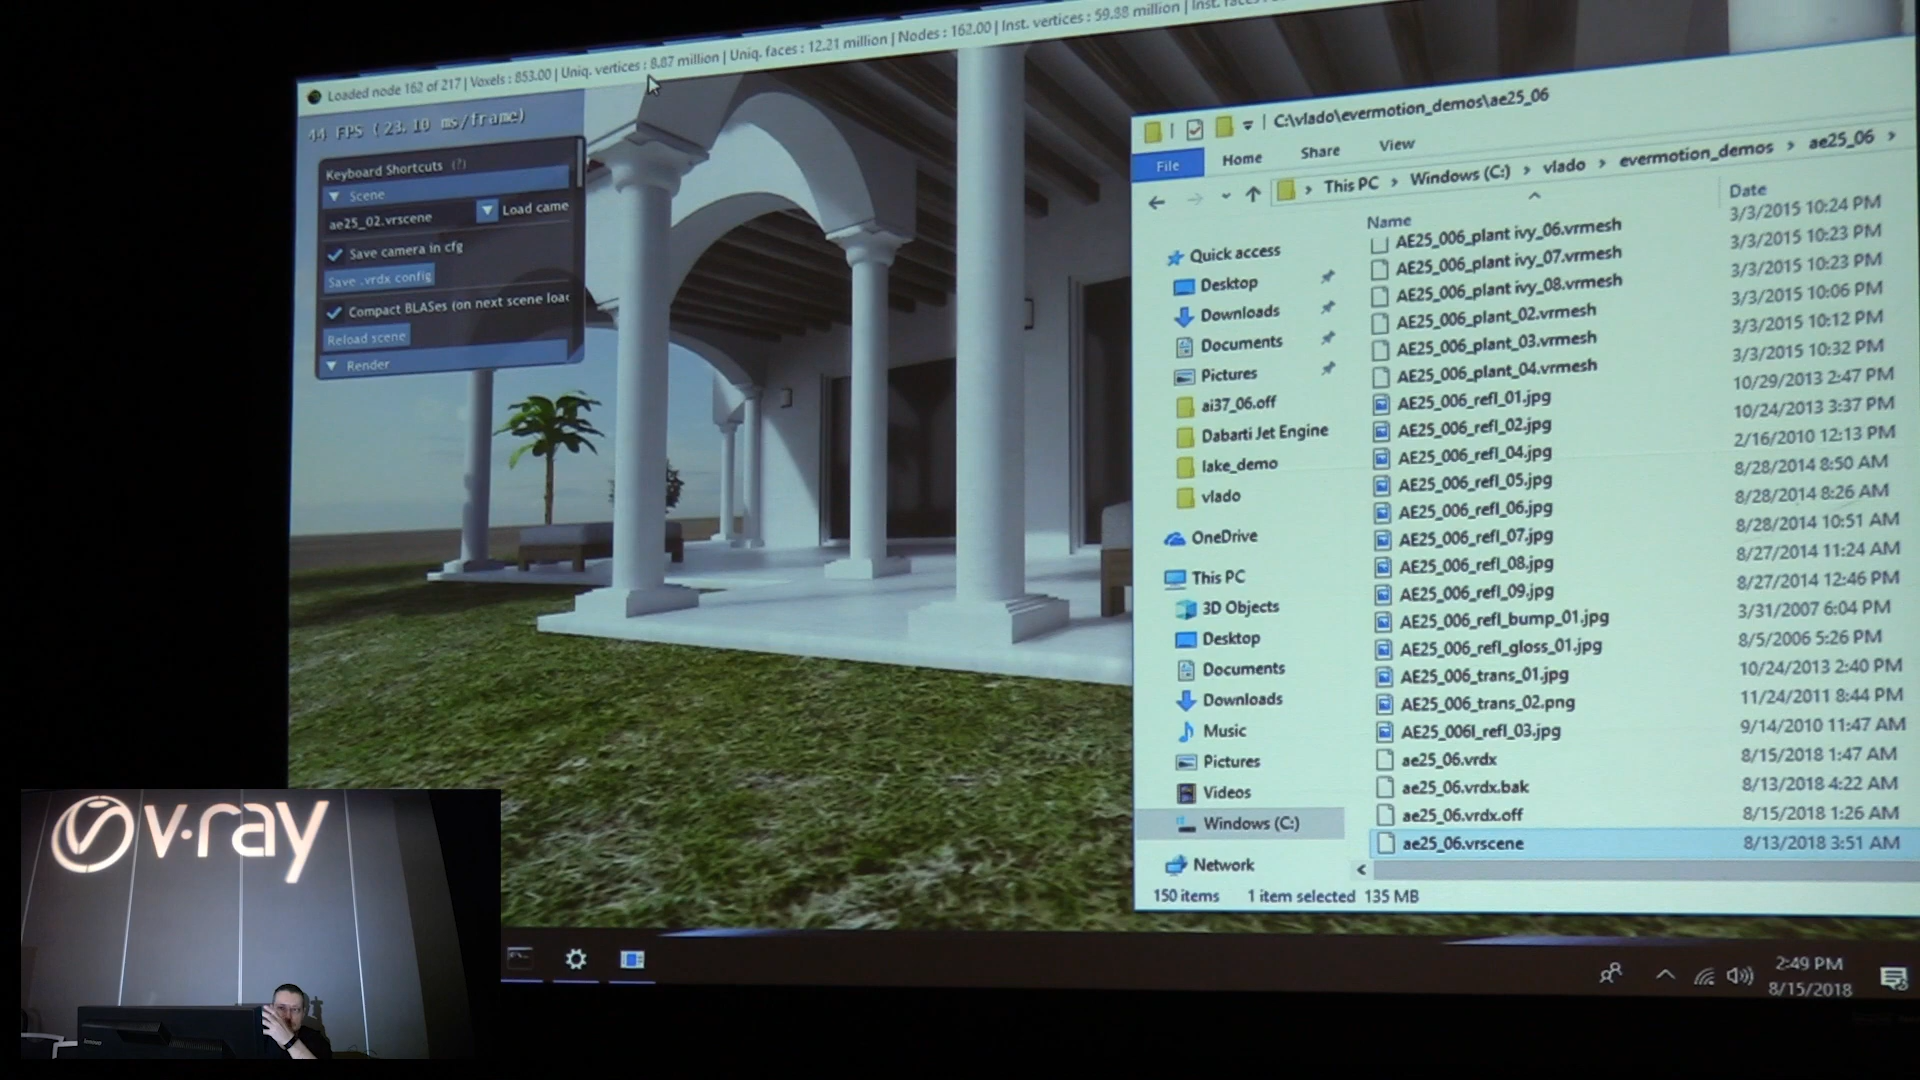 Loaded node 162 of 217 | Voxels : 853.00 | Uniq. vertices : 8.87 million | Uniq. faces : 12.21 million | Nodes : 162.00 | Inst. vertices : 59.88 million | Inst.
44 FPS (23.10 ms/frame)
Keyboard Shortcuts (?)
Scene
ae25_02.vrscene
Load came
Save camera in cfg
Save .vrdx config
Compact BLASes (on next scene load
Reload scene
Render
C:\vlado\evermotion_demos\ae25_06
File Home Share View
This PC > Windows (C:) > vlado > evermotion_demos > ae25_06 >
Name Date
Quick access
Desktop
Downloads
Documents
Pictures
ai37_06.off
Dabarti Jet Engine
lake_demo
vlado
OneDrive
This PC
3D Objects
Desktop
Documents
Downloads
Music
Pictures
Videos
Windows (C:)
Network
AE25_006_plant ivy_06.vrmesh
AE25_006_plant ivy_07.vrmesh
AE25_006_plant ivy_08.vrmesh
AE25_006_plant_02.vrmesh
AE25_006_plant_03.vrmesh
AE25_006_plant_04.vrmesh
AE25_006_refl_01.jpg
AE25_006_refl_02.jpg
AE25_006_refl_04.jpg
AE25_006_refl_05.jpg
AE25_006_refl_06.jpg
AE25_006_refl_07.jpg
AE25_006_refl_08.jpg
AE25_006_refl_09.jpg
AE25_006_refl_bump_01.jpg
AE25_006_refl_gloss_01.jpg
AE25_006_trans_01.jpg
AE25_006_trans_02.png
AE25_006l_refl_03.jpg
ae25_06.vrdx
ae25_06.vrdx.bak
ae25_06.vrdx.off
ae25_06.vrscene
3/3/2015 10:24 PM
3/3/2015 10:23 PM
3/3/2015 10:23 PM
3/3/2015 10:06 PM
3/3/2015 10:12 PM
3/3/2015 10:32 PM
10/29/2013 2:47 PM
10/24/2013 3:37 PM
2/16/2010 12:13 PM
8/28/2014 8:50 AM
8/28/2014 8:26 AM
8/28/2014 10:51 AM
8/27/2014 11:24 AM
8/27/2014 12:46 PM
3/31/2007 6:04 PM
8/5/2006 5:26 PM
10/24/2013 2:40 PM
11/24/2011 8:44 PM
9/14/2010 11:47 AM
8/15/2018 1:47 AM
8/13/2018 4:22 AM
8/15/2018 1:26 AM
8/13/2018 3:51 AM
150 items 1 item selected 135 MB
2:49 PM
8/15/2018
v·ray
lenovo